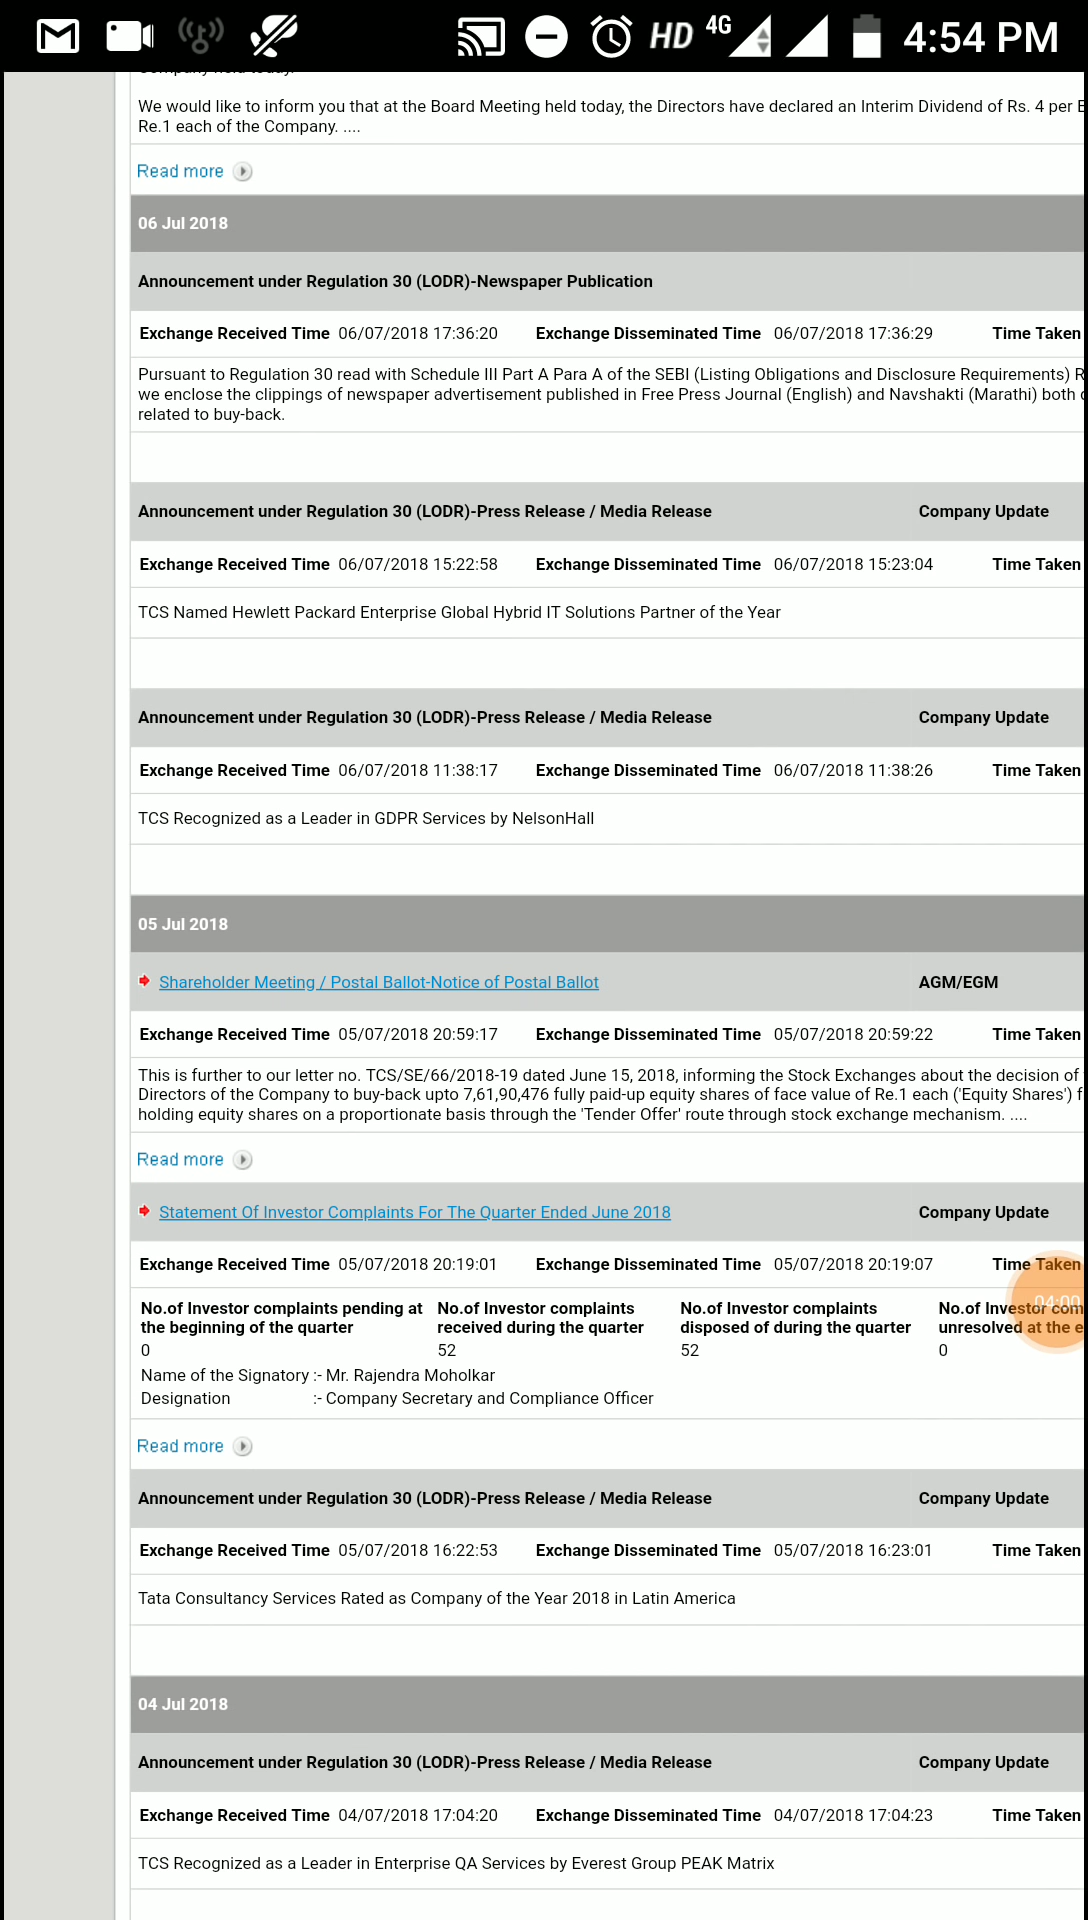 HD 4G 4:54 PM
Company held today.
We would like to inform you that at the Board Meeting held today, the Directors have declared an Interim Dividend of Rs. 4 per E
Re.1 each of the Company. ....
Read more
06 Jul 2018
Announcement under Regulation 30 (LODR)-Newspaper Publication
Exchange Received Time 06/07/2018 17:36:20 Exchange Disseminated Time 06/07/2018 17:36:29 Time Taken
Pursuant to Regulation 30 read with Schedule III Part A Para A of the SEBI (Listing Obligations and Disclosure Requirements) R
we enclose the clippings of newspaper advertisement published in Free Press Journal (English) and Navshakti (Marathi) both
related to buy-back.
Announcement under Regulation 30 (LODR)-Press Release / Media Release Company Update
Exchange Received Time 06/07/2018 15:22:58 Exchange Disseminated Time 06/07/2018 15:23:04 Time Taken
TCS Named Hewlett Packard Enterprise Global Hybrid IT Solutions Partner of the Year
Announcement under Regulation 30 (LODR)-Press Release / Media Release Company Update
Exchange Received Time 06/07/2018 11:38:17 Exchange Disseminated Time 06/07/2018 11:38:26 Time Taken
TCS Recognized as a Leader in GDPR Services by NelsonHall
05 Jul 2018
Shareholder Meeting / Postal Ballot-Notice of Postal Ballot AGM/EGM
Exchange Received Time 05/07/2018 20:59:17 Exchange Disseminated Time 05/07/2018 20:59:22 Time Taken
This is further to our letter no. TCS/SE/66/2018-19 dated June 15, 2018, informing the Stock Exchanges about the decision of
Directors of the Company to buy-back upto 7,61,90,476 fully paid-up equity shares of face value of Re.1 each ('Equity Shares') f
holding equity shares on a proportionate basis through the 'Tender Offer' route through stock exchange mechanism. ....
Read more
Statement Of Investor Complaints For The Quarter Ended June 2018 Company Update
Exchange Received Time 05/07/2018 20:19:01 Exchange Disseminated Time 05/07/2018 20:19:07 Time Taken
04:00
No.of Investor complaints pending at No.of Investor complaints No.of Investor complaints No.of Investor com
the beginning of the quarter received during the quarter disposed of during the quarter unresolved at the e
0 52 52 0
Name of the Signatory :- Mr. Rajendra Moholkar
Designation :- Company Secretary and Compliance Officer
Read more
Announcement under Regulation 30 (LODR)-Press Release / Media Release Company Update
Exchange Received Time 05/07/2018 16:22:53 Exchange Disseminated Time 05/07/2018 16:23:01 Time Taken
Tata Consultancy Services Rated as Company of the Year 2018 in Latin America
04 Jul 2018
Announcement under Regulation 30 (LODR)-Press Release / Media Release Company Update
Exchange Received Time 04/07/2018 17:04:20 Exchange Disseminated Time 04/07/2018 17:04:23 Time Taken
TCS Recognized as a Leader in Enterprise QA Services by Everest Group PEAK Matrix